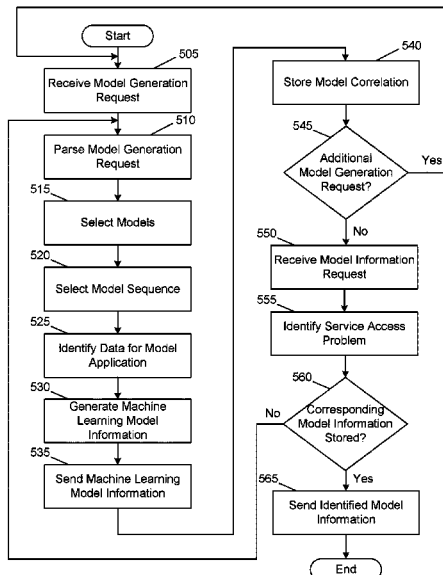 Start
505
Receive Model Generation
Request
510
Parse Model Generation
Request
515
Select Models
520
Select Model Sequence
525
Identify Data for Model
Application
530
Generate Machine
Learning Model
Information
535
Send Machine Learning
Model Information
540
Store Model Correlation
545
Additional
Model Generation
Request?
Yes
No
550
Receive Model Information
Request
555
Identify Service Access
Problem
560
Corresponding
Model Information
Stored?
No
Yes
565
Send Identified Model
Information
End